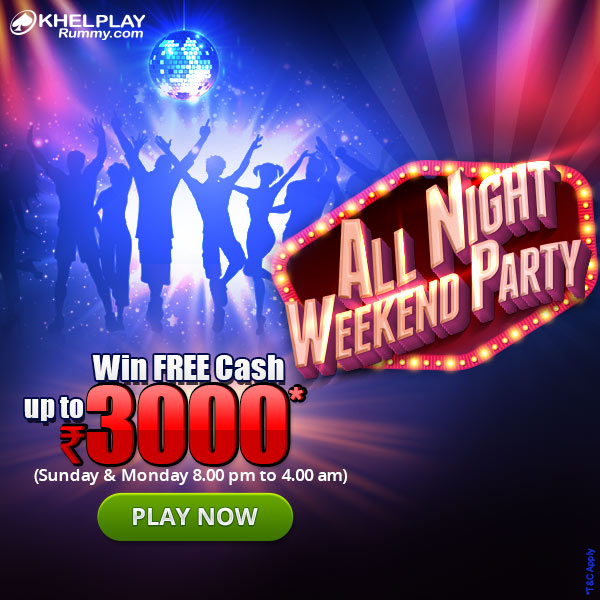 KHELPLAY
Rummy.com
ALL NIGHT
WEEKEND PARTY
Win FREE Cash
up to
₹3000*
(Sunday & Monday 8.00 pm to 4.00 am)
PLAY NOW
*T&C Apply